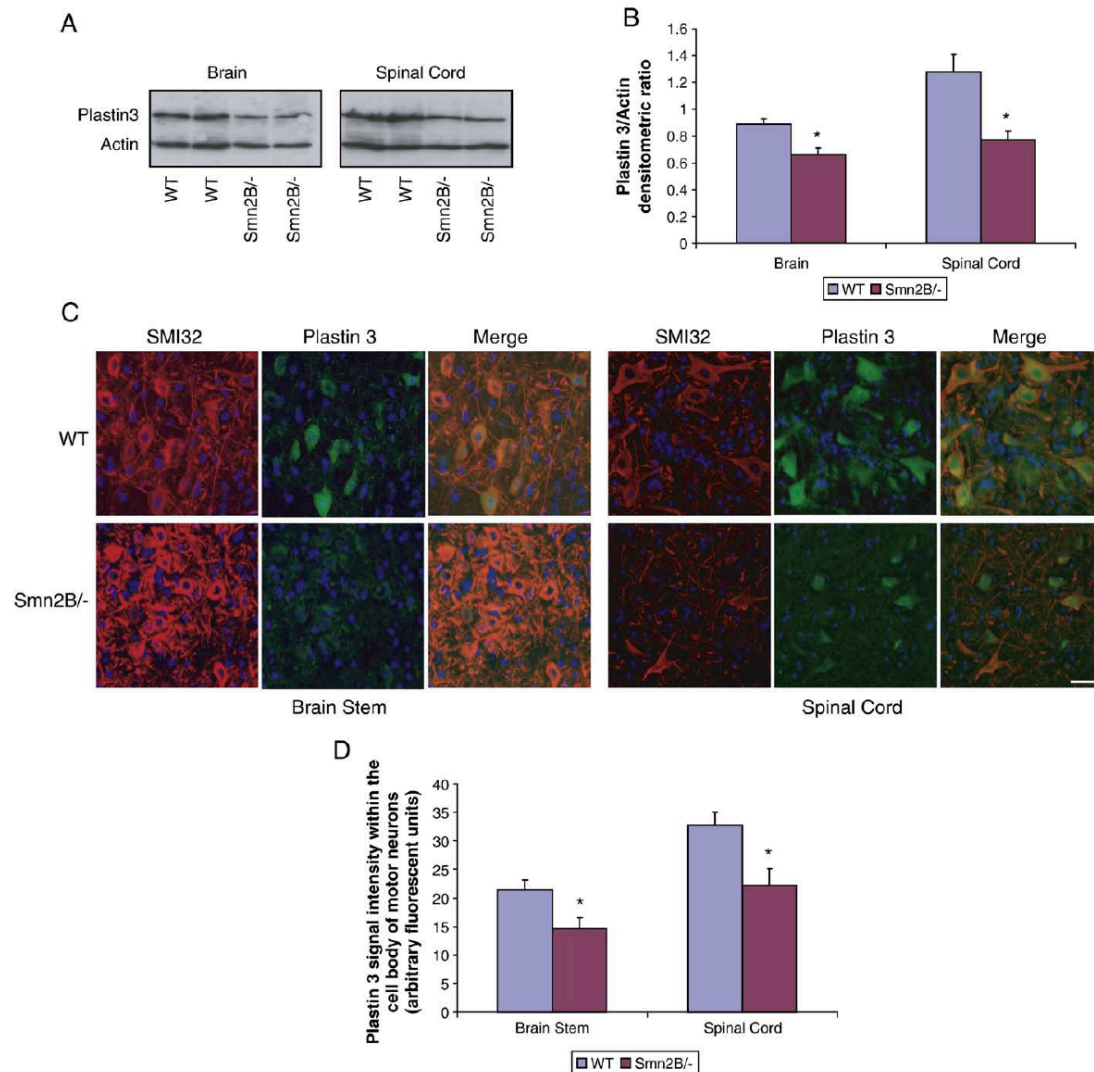 A
Brain
Spinal Cord
Plastin3
Actin
WT
WT
Smn2B/-
Smn2B/-
WT
WT
Smn2B/-
Smn2B/-
B
Plastin 3/Actin
densitometric ratio
1.6
1.4
1.2
1
0.8
0.6
0.4
0.2
0
*
*
Brain
Spinal Cord
WT
Smn2B/-
C
SMI32
Plastin 3
Merge
SMI32
Plastin 3
Merge
WT
Smn2B/-
Brain Stem
Spinal Cord
D
Plastin 3 signal intensity within the
cell body of motor neurons
(arbitrary fluorescent units)
40
35
30
25
20
15
10
5
0
*
*
Brain Stem
Spinal Cord
WT
Smn2B/-